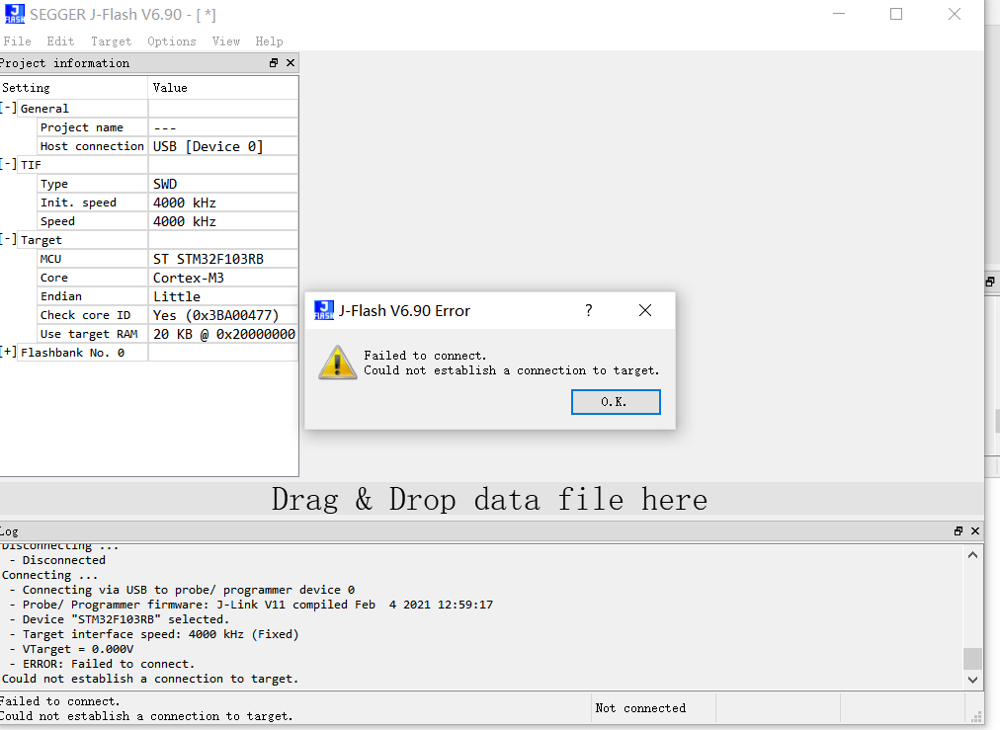 SEGGER J-Flash V6.90 - [ *]
File Edit Target Options View Help
Project information
Setting Value
[-] General
Project name ---
Host connection USB [Device 0]
[-] TIF
Type SWD
Init. speed 4000 kHz
Speed 4000 kHz
[-] Target
MCU ST STM32F103RB
Core Cortex-M3
Endian Little
Check core ID Yes (0x3BA00477)
Use target RAM 20 KB @ 0x20000000
[+] Flashbank No. 0
J-Flash V6.90 Error
Failed to connect.
Could not establish a connection to target.
O.K.
Drag & Drop data file here
Log
Disconnecting ...
- Disconnected
Connecting ...
- Connecting via USB to probe/ programmer device 0
- Probe/ Programmer firmware: J-Link V11 compiled Feb  4 2021 12:59:17
- Device "STM32F103RB" selected.
- Target interface speed: 4000 kHz (Fixed)
- VTarget = 0.000V
- ERROR: Failed to connect.
Could not establish a connection to target.
Failed to connect.
Could not establish a connection to target.
Not connected